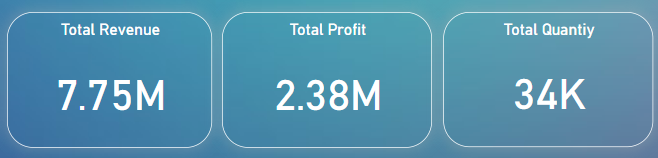 Total Revenue
7.75M
Total Profit
2.38M
Total Quantiy
34K